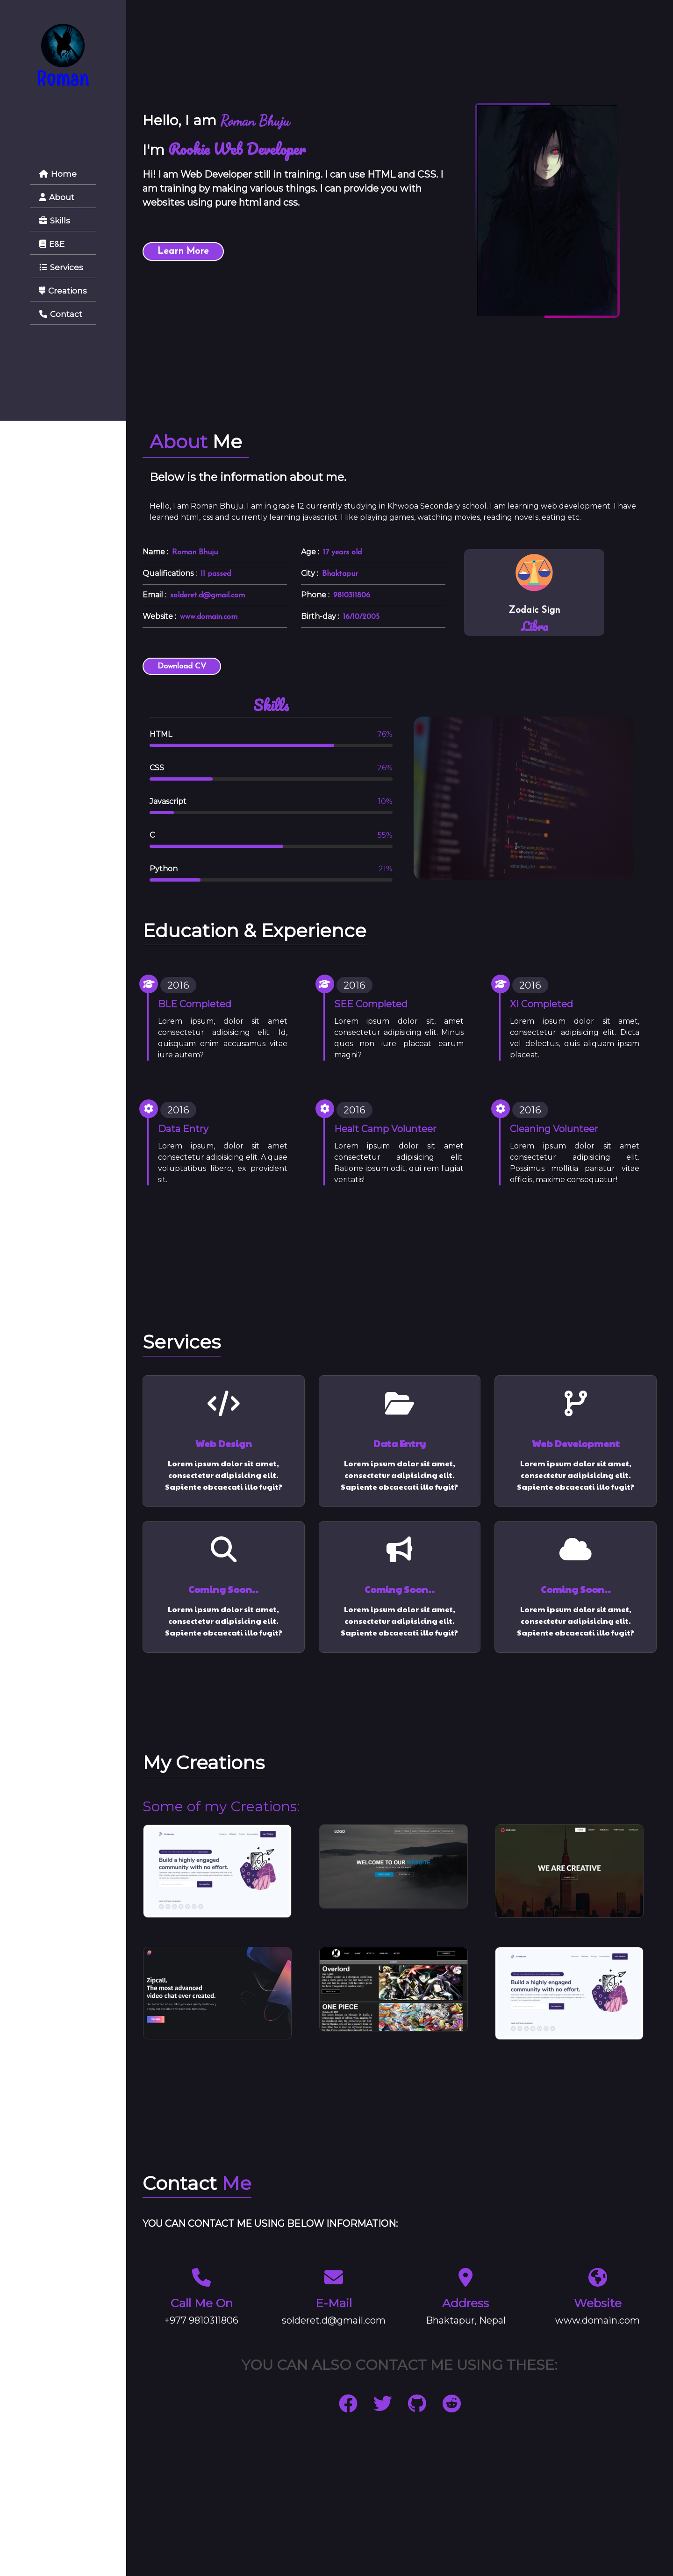 Roman
Home
About
Skills
E&E
Services
Creations
Contact
Hello, I am Roman Bhuju
I'm Rookie Web Developer
Hi! I am Web Developer still in training. I can use HTML and CSS. I
am training by making various things. I can provide you with
websites using pure html and css.
Learn More
About Me
Below is the information about me.
Hello, I am Roman Bhuju. I am in grade 12 currently studying in Khwopa Secondary school. I am learning web development. I have
learned html, css and currently learning javascript. I like playing games, watching movies, reading novels, eating etc.
Name : Roman Bhuju
Age : 17 years old
Qualifications : 11 passed
City : Bhaktapur
Email : solderet.d@gmail.com
Phone : 9810311806
Website : www.domain.com
Birth-day : 16/10/2005
Zodaic Sign
Libra
Download CV
Skills
HTML 76%
CSS 26%
Javascript 10%
C 55%
Python 21%
Education & Experience
2016
BLE Completed
Lorem ipsum, dolor sit amet
consectetur adipisicing elit. Id,
quisquam enim accusamus vitae
iure autem?
2016
SEE Completed
Lorem ipsum dolor sit, amet
consectetur adipisicing elit. Minus
quos non iure placeat earum
magni?
2016
XI Completed
Lorem ipsum dolor sit amet,
consectetur adipisicing elit. Dicta
vel delectus, quis aliquam ipsam
placeat.
2016
Data Entry
Lorem ipsum, dolor sit amet
consectetur adipisicing elit. A quae
voluptatibus libero, ex provident
sit.
2016
Healt Camp Volunteer
Lorem ipsum dolor sit amet
consectetur adipisicing elit.
Ratione ipsum odit, qui rem fugiat
veritatis!
2016
Cleaning Volunteer
Lorem ipsum dolor sit amet
consectetur adipisicing elit.
Possimus mollitia pariatur vitae
officiis, maxime consequatur!
Services
Web Design
Lorem ipsum dolor sit amet,
consectetur adipisicing elit.
Sapiente obcaecati illo fugit?
Data Entry
Lorem ipsum dolor sit amet,
consectetur adipisicing elit.
Sapiente obcaecati illo fugit?
Web Development
Lorem ipsum dolor sit amet,
consectetur adipisicing elit.
Sapiente obcaecati illo fugit?
Coming Soon..
Lorem ipsum dolor sit amet,
consectetur adipisicing elit.
Sapiente obcaecati illo fugit?
Coming Soon..
Lorem ipsum dolor sit amet,
consectetur adipisicing elit.
Sapiente obcaecati illo fugit?
Coming Soon..
Lorem ipsum dolor sit amet,
consectetur adipisicing elit.
Sapiente obcaecati illo fugit?
My Creations
Some of my Creations:
Build a highly engaged
community with no effort.
LOGO
WELCOME TO OUR WEBSITE
WE ARE CREATIVE
Zipcall.
The most advanced
video chat ever created.
Overlord
ONE PIECE
Build a highly engaged
community with no effort.
Contact Me
YOU CAN CONTACT ME USING BELOW INFORMATION:
Call Me On
+977 9810311806
E-Mail
solderet.d@gmail.com
Address
Bhaktapur, Nepal
Website
www.domain.com
YOU CAN ALSO CONTACT ME USING THESE: